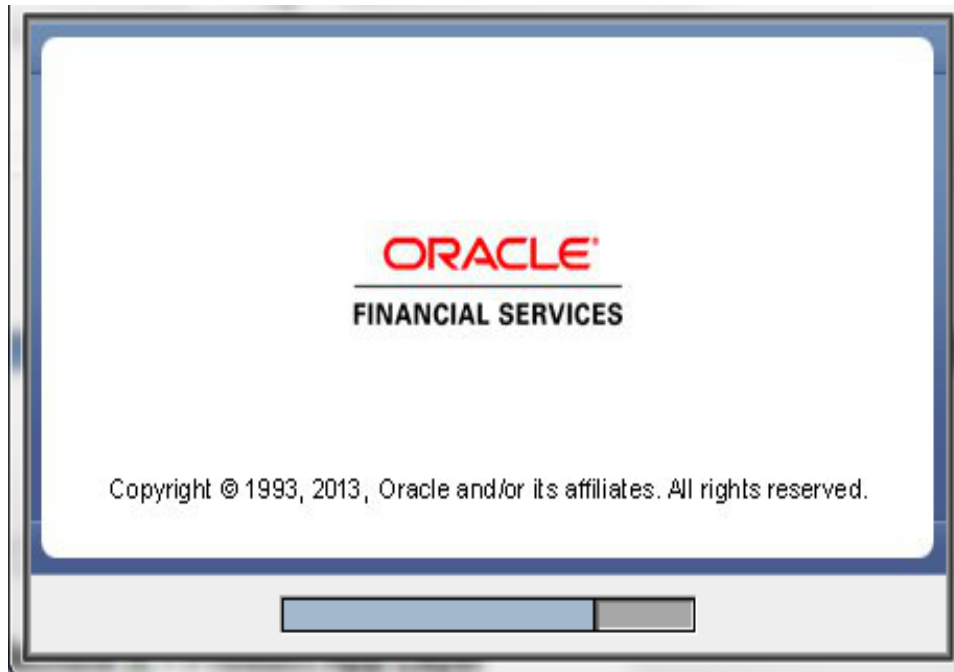 ORACLE®
FINANCIAL SERVICES
Copyright © 1993, 2013, Oracle and/or its affiliates. All rights reserved.